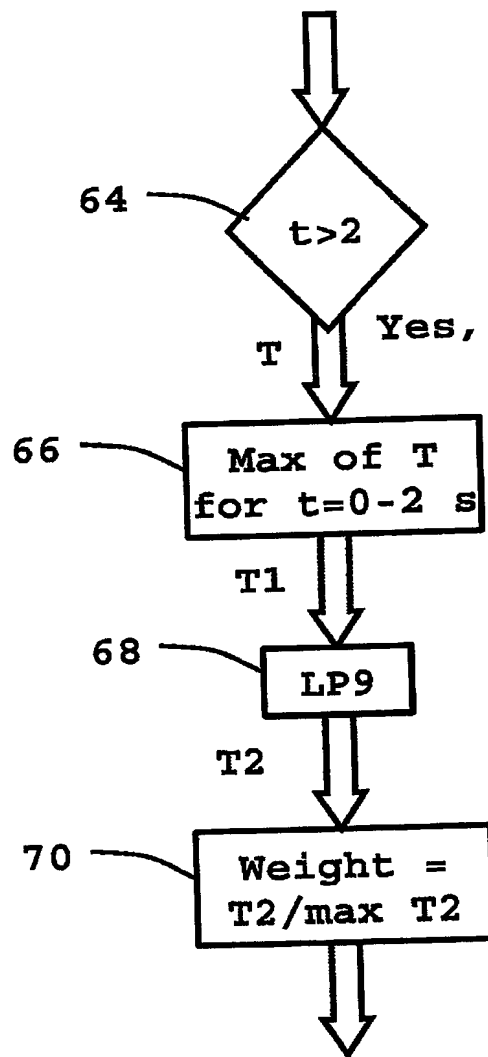 64
t>2
Yes,
T
66
Max of T
for t=0-2 s
T1
68
LP9
T2
70
Weight =
T2/max T2